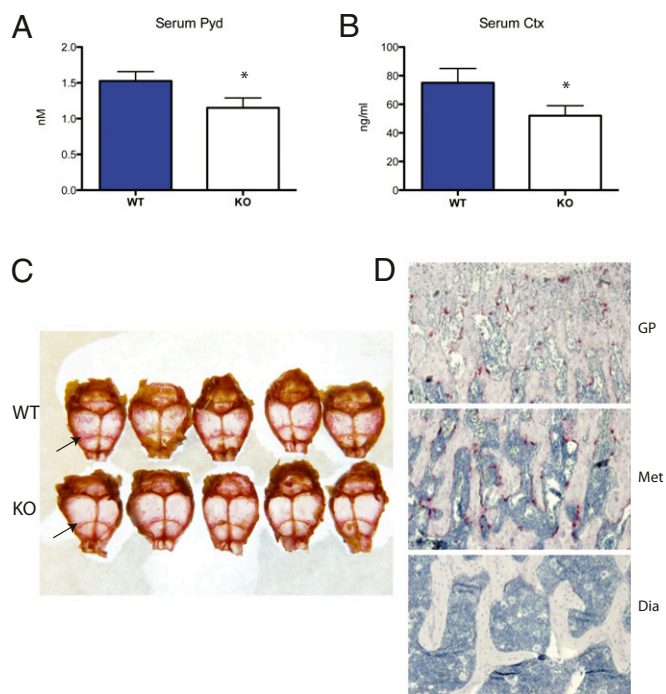 A
Serum Pyd
2.0
1.5
1.0
0.5
0.0
nM
*
WT
KO
B
Serum Ctx
100
80
60
40
20
0
ng/ml
*
WT
KO
C
WT
KO
D
GP
Met
Dia